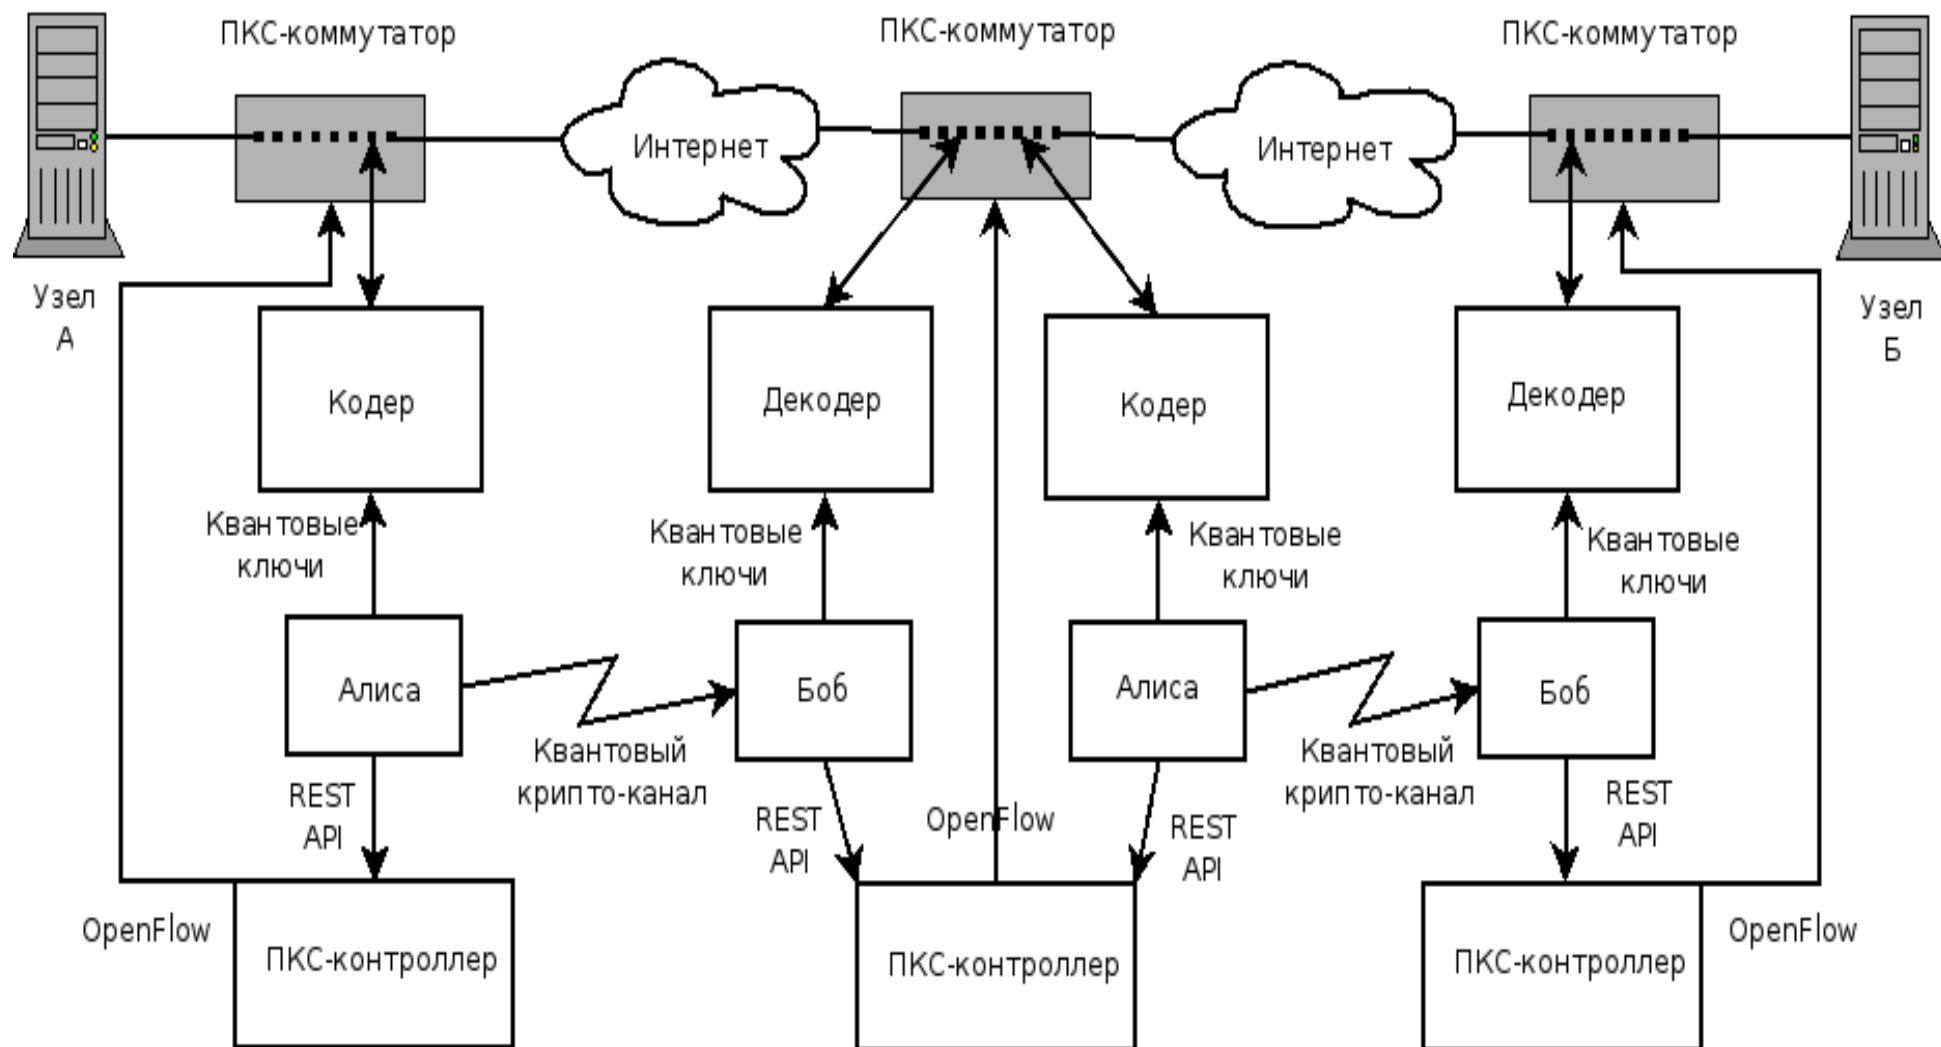 ПКС-коммутатор
ПКС-коммутатор
ПКС-коммутатор
Интернет
Интернет
Узел
А
Узел
Б
Кодер
Декодер
Кодер
Декодер
Квантовые
ключи
Квантовые
ключи
Квантовые
ключи
Квантовые
ключи
Алиса
Боб
Алиса
Боб
Квантовый
крипто-канал
Квантовый
крипто-канал
REST
API
REST
API
OpenFlow
REST
API
REST
API
OpenFlow
ПКС-контроллер
ПКС-контроллер
ПКС-контроллер
OpenFlow